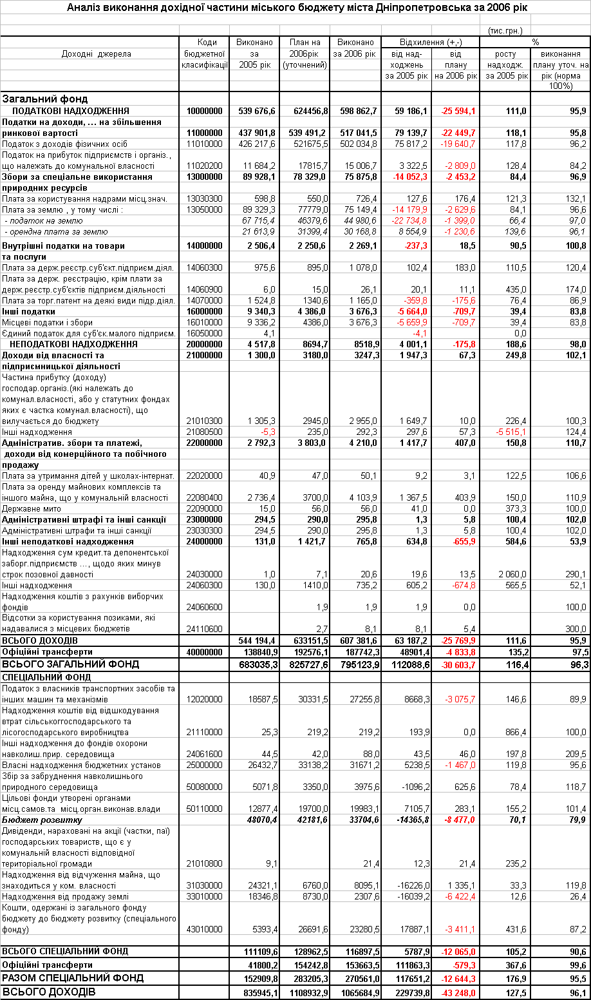 Аналіз виконання дохідної частини міського бюджету міста Дніпропетровська за 2006 рік
(тис.грн.)
Коди Виконано План на Виконано Відхилення (+,-) %
Доходні джерела бюджетної за 2006рік за 2006 рік від над- від росту виконання
класифікації 2005 рік (уточнений) ходжень плану надходж. плану уточ. на
за 2005 рік на 2006 рік за 2005 рік рік (норма
100%)
Загальний фонд
ПОДАТКОВІ НАДХОДЖЕННЯ 10000000 539 676,6 624456,8 598 862,7 59 186,1 -25 594,1 111,0 95,9
Податки на доходи, ... на збільшення
ринкової вартості 11000000 437 901,8 539 491,2 517 041,5 79 139,7 -22 449,7 118,1 95,8
Податок з доходів фізичних осіб 11010000 426 217,6 521675,5 502 034,8 75 817,2 -19 640,7 117,8 96,2
Податок на прибуток підприємств і організ.,
що належать до комунальної власності 11020200 11 684,2 17815,7 15 006,7 3 322,5 -2 809,0 128,4 84,2
Збори за спеціальне використання 13000000 89 928,1 78 329,0 75 875,8 -14 052,3 -2 453,2 84,4 96,9
природних ресурсів
Плата за користування надрами місц.знач. 13030300 598,8 550,0 726,4 127,6 176,4 121,3 132,1
Плата за землю , у тому числі : 13050000 89 329,3 77779,0 75 149,4 -14 179,9 -2 629,6 84,1 96,6
- податок на землю 67 715,4 46379,6 44 980,6 -22 734,8 -1 399,0 66,4 97,0
- орендна плата за землю 21 613,9 31399,4 30 168,8 8 554,9 -1 230,6 139,6 96,1
Внутрішні податки на товари 14000000 2 506,4 2 250,6 2 269,1 -237,3 18,5 90,5 100,8
та послуги
Плата за держ.реєстр.суб'єкт.підприєм.діял. 14060300 975,6 895,0 1 078,0 102,4 183,0 110,5 120,4
Плата за держ. реєстрацію, крім плати за
держ.реєстр.суб'єктів підприєм.діяльності 14060900 6,0 15,0 26,1 20,1 11,1 435,0 174,0
Плата за торг.патент на деякі види підр.діял. 14070000 1 524,8 1340,6 1 165,0 -359,8 -175,6 76,4 86,9
Інші податки 16000000 9 340,3 4 386,0 3 676,3 -5 664,0 -709,7 39,4 83,8
Місцеві податки і збори 16010000 9 336,2 4386,0 3 676,3 -5 659,9 -709,7 39,4 83,8
Єдиний податок для суб'єк.малого підприєм. 16050000 4,1 -4,1 0,0
НЕПОДАТКОВІ НАДХОДЖЕННЯ 20000000 4 517,8 8694,7 8518,9 4 001,1 -175,8 188,6 98,0
Доходи від власності та 21000000 1 300,0 3180,0 3247,3 1 947,3 67,3 249,8 102,1
підприємницької діяльності
Частина прибутку (доходу)
господар.організ.(які належать до
комунал.власності, або у статутних фондах
яких є частка комунал.власності), що
вилучається до бюджету 21010300 1 305,3 2945,0 2 955,0 1 649,7 10,0 226,4 100,3
Інші надходження 21080500 -5,3 235,0 292,3 297,6 57,3 -5 515,1 124,4
Адміністратив. збори та платежі, 22000000 2 792,3 3 803,0 4 210,0 1 417,7 407,0 150,8 110,7
доходи від комерційного та побічного
продажу
Плата за утримання дітей у школах-інтернат. 22020000 40,9 47,0 50,1 9,2 3,1 122,5 106,6
Плата за оренду майнових комплексів та
іншого майна, що у комунальній власності 22080400 2 736,4 3700,0 4 103,9 1 367,5 403,9 150,0 110,9
Державне мито 22090000 15,0 56,0 56,0 41,0 0,0 373,3 100,0
Адміністративні штрафі та інші санкції 23000000 294,5 290,0 295,8 1,3 5,8 100,4 102,0
Адміністративні штрафи та інші санкції 23030300 294,5 290,0 295,8 1,3 5,8 100,4 102,0
Інші неподаткові надходження 24000000 131,0 1 421,7 765,8 634,8 -655,9 584,6 53,9
Надходження сум кредит.та депонентської
заборг.підприємств ..., щодо яких минув
строк позовної давності 24030000 1,0 7,1 20,6 19,6 13,5 2 060,0 290,1
Інші надходження 24060300 130,0 1410,0 735,2 605,2 -674,8 565,5 52,1
Надходження коштів з рахунків виборчих
фондів 24060600 1,9 1,9 1,9 0,0 100,0
Відсотки за користування позиками, які
надавалися з місцевих бюджетів 24110600 2,7 8,1 8,1 5,4 300,0
ВСЬОГО ДОХОДІВ 544 194,4 633151,5 607 381,6 63 187,2 -25 769,9 111,6 95,9
Офіційні трансферти 40000000 138840,9 192576,1 187742,3 48901,4 -4 833,8 135,2 97,5
ВСЬОГО ЗАГАЛЬНИЙ ФОНД 683035,3 825727,6 795123,9 112088,6 -30 603,7 116,4 96,3
СПЕЦІАЛЬНИЙ ФОНД
Податок з власників транспортних засобів та
інших машин та механізмів 12020000 18587,5 30331,5 27255,8 8668,3 -3 075,7 146,6 89,9
Надходження коштів від відшкодування
втрат сільськоггосподарського та
лісогосподарського виробництва 21110000 25,3 219,2 219,2 193,9 0,0 866,4 100,0
Інші надходження до фондів охорони
навколиш.прир. середовища 24061600 44,5 42,0 88,0 43,5 46,0 197,8 209,5
Власні надходження бюджетних установ 25000000 26432,7 33138,2 31671,2 5238,5 -1 467,0 119,8 95,6
Збір за забруднення навколишнього
природного середовища 50080000 5071,8 3350,0 3975,6 -1096,2 625,6 78,4 118,7
Цільові фонди утворені органами
місц.самов.та місц.орган.виконав.влади 50110000 12877,4 19700,0 19983,1 7105,7 283,1 155,2 101,4
Бюджет розвитку 48070,4 42181,6 33704,6 -14365,8 -8 477,0 70,1 79,9
Дивіденди, нараховані на акції (частки, паї)
господарських товариств, що є у
комунальній власності відповідної
територіальної громади 21010800 9,1 21,4 12,3 21,4 235,2
Надходження від відчуження майна, що
знаходиться у ком. власності 31030000 24321,1 6760,0 8095,1 -16226,0 1 335,1 33,3 119,8
Надходження від продажу землі 33010000 18346,8 8730,0 2307,6 -16039,2 -6 422,4 12,6 26,4
Кошти, одержані із загального фонду
бюджету до бюджету розвитку (спеціального
фонду) 43010000 5393,4 26691,6 23280,5 17887,1 -3 411,1 431,6 87,2
ВСЬОГО СПЕЦІАЛЬНИЙ ФОНД 111109,6 128962,5 116897,5 5787,9 -12 065,0 105,2 90,6
Офіційні трансферти 41800,2 154242,8 153663,5 111863,3 -579,3 367,6 99,6
РАЗОМ СПЕЦІАЛЬНИЙ ФОНД 152909,8 283205,3 270561,0 117651,2 -12 644,3 176,9 95,5
ВСЬОГО ДОХОДІВ 835945,1 1108932,9 1065684,9 229739,8 -43 248,0 127,5 96,1